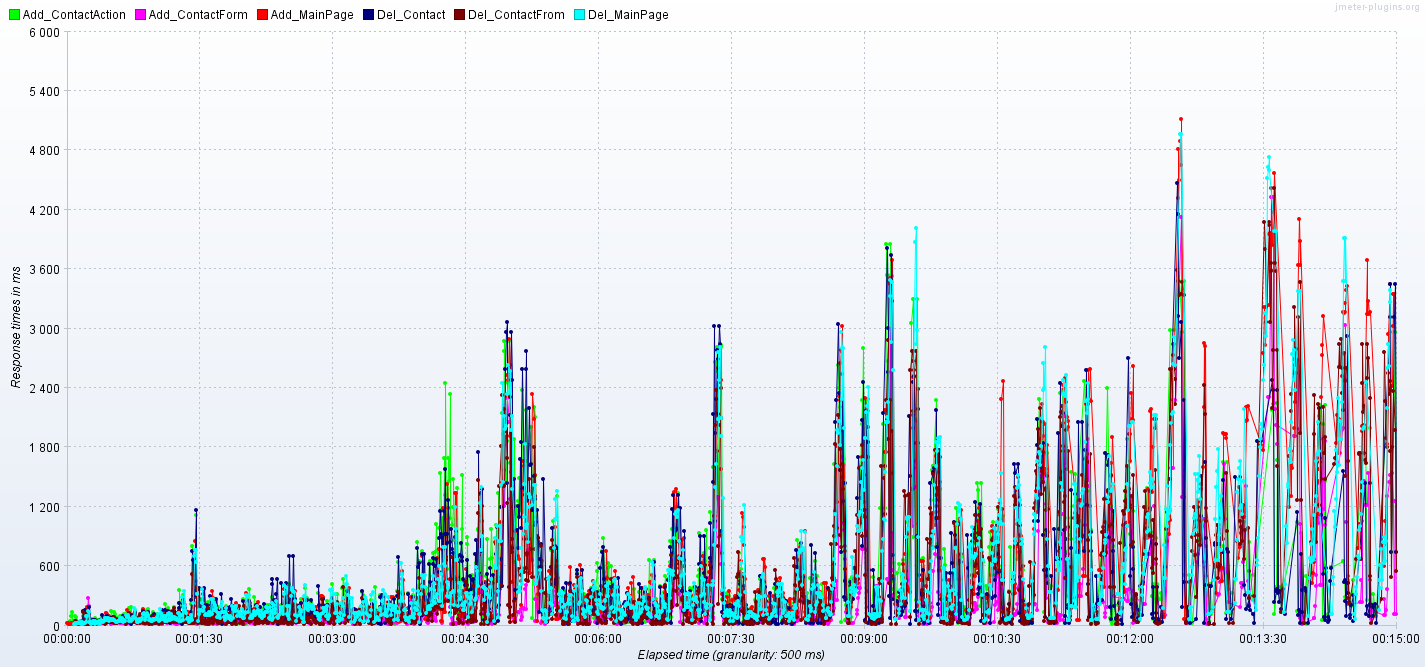 Add_ContactAction Add_ContactForm Add_MainPage Del_Contact Del_ContactFrom Del_MainPage
jmeter-plugins.org
6 000
5 400
4 800
4 200
3 600
3 000
2 400
1 800
1 200
600
0
Response times in ms
00:00:00 00:01:30 00:03:00 00:04:30 00:06:00 00:07:30 00:09:00 00:10:30 00:12:00 00:13:30 00:15:00
Elapsed time (granularity: 500 ms)